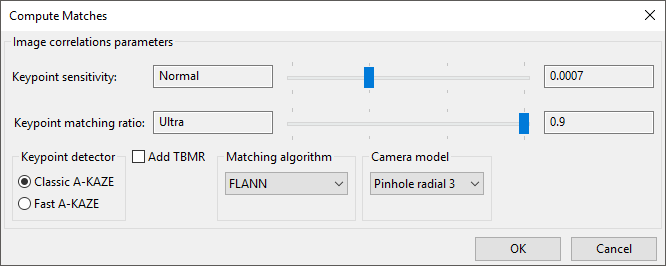 Compute Matches
Image correlations parameters
Keypoint sensitivity: Normal 0.0007
Keypoint matching ratio: Ultra 0.9
Keypoint detector Add TBMR Matching algorithm Camera model
Classic A-KAZE FLANN Pinhole radial 3
Fast A-KAZE
OK Cancel